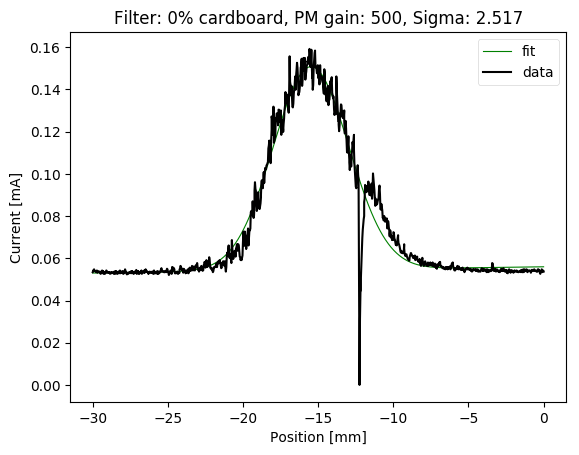 Filter: 0% cardboard, PM gain: 500, Sigma: 2.517
fit
data
0.16
0.14
0.12
0.10
0.08
0.06
0.04
0.02
0.00
Current [mA]
−30 −25 −20 −15 −10 −5 0
Position [mm]